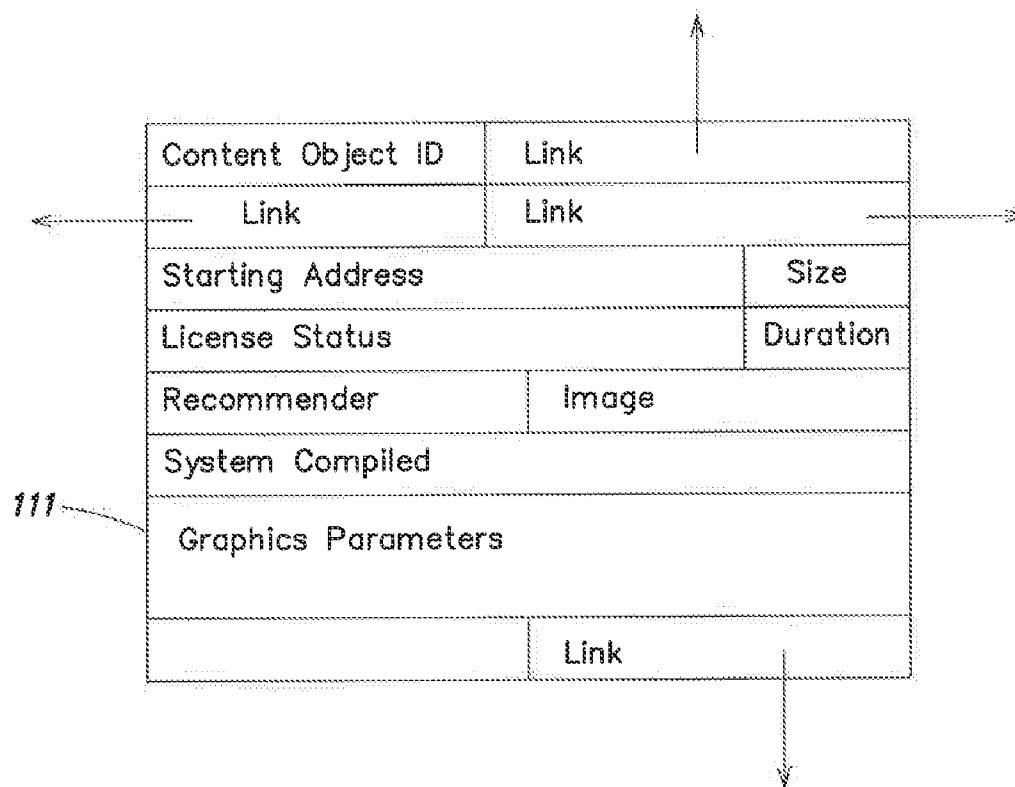 Content Object ID Link
Link Link
Starting Address Size
License Status Duration
Recommender Image
System Compiled
111
Graphics Parameters
Link